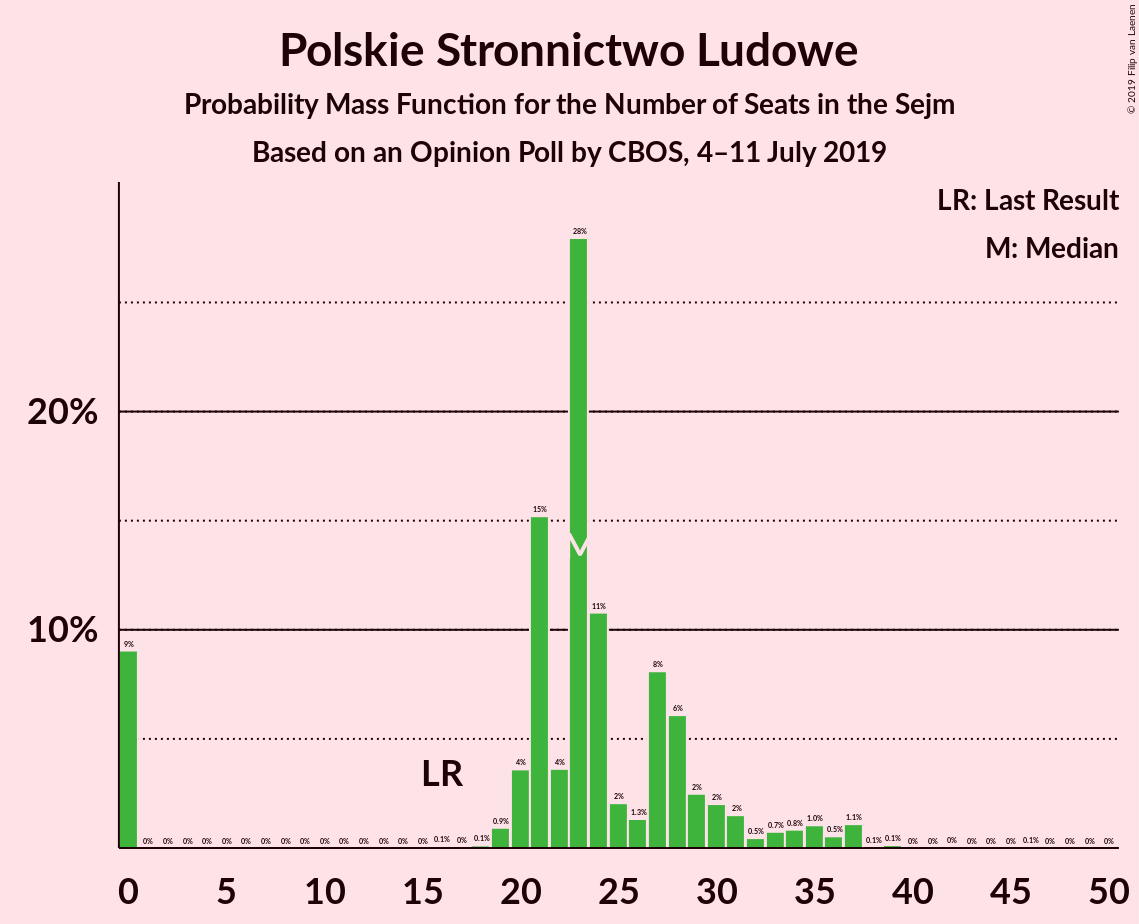 Polskie Stronnictwo Ludowe
Probability Mass Function for the Number of Seats in the Sejm
Based on an Opinion Poll by CBOS, 4–11 July 2019
© 2019 Filip van Laenen
LR: Last Result
M: Median
20%
10%
9% 0% 0% 0% 0% 0% 0% 0% 0% 0% 0% 0% 0% 0% 0% 0% 0.1% 0% 0.1% 0.9% 4% 15% 4% 28% 11% 2% 1.3% 8% 6% 2% 2% 2% 0.5% 0.7% 0.8% 1.0% 0.5% 1.1% 0.1% 0.1% 0% 0% 0% 0% 0% 0% 0.1% 0% 0% 0% 0%
LR
M
0 5 10 15 20 25 30 35 40 45 50